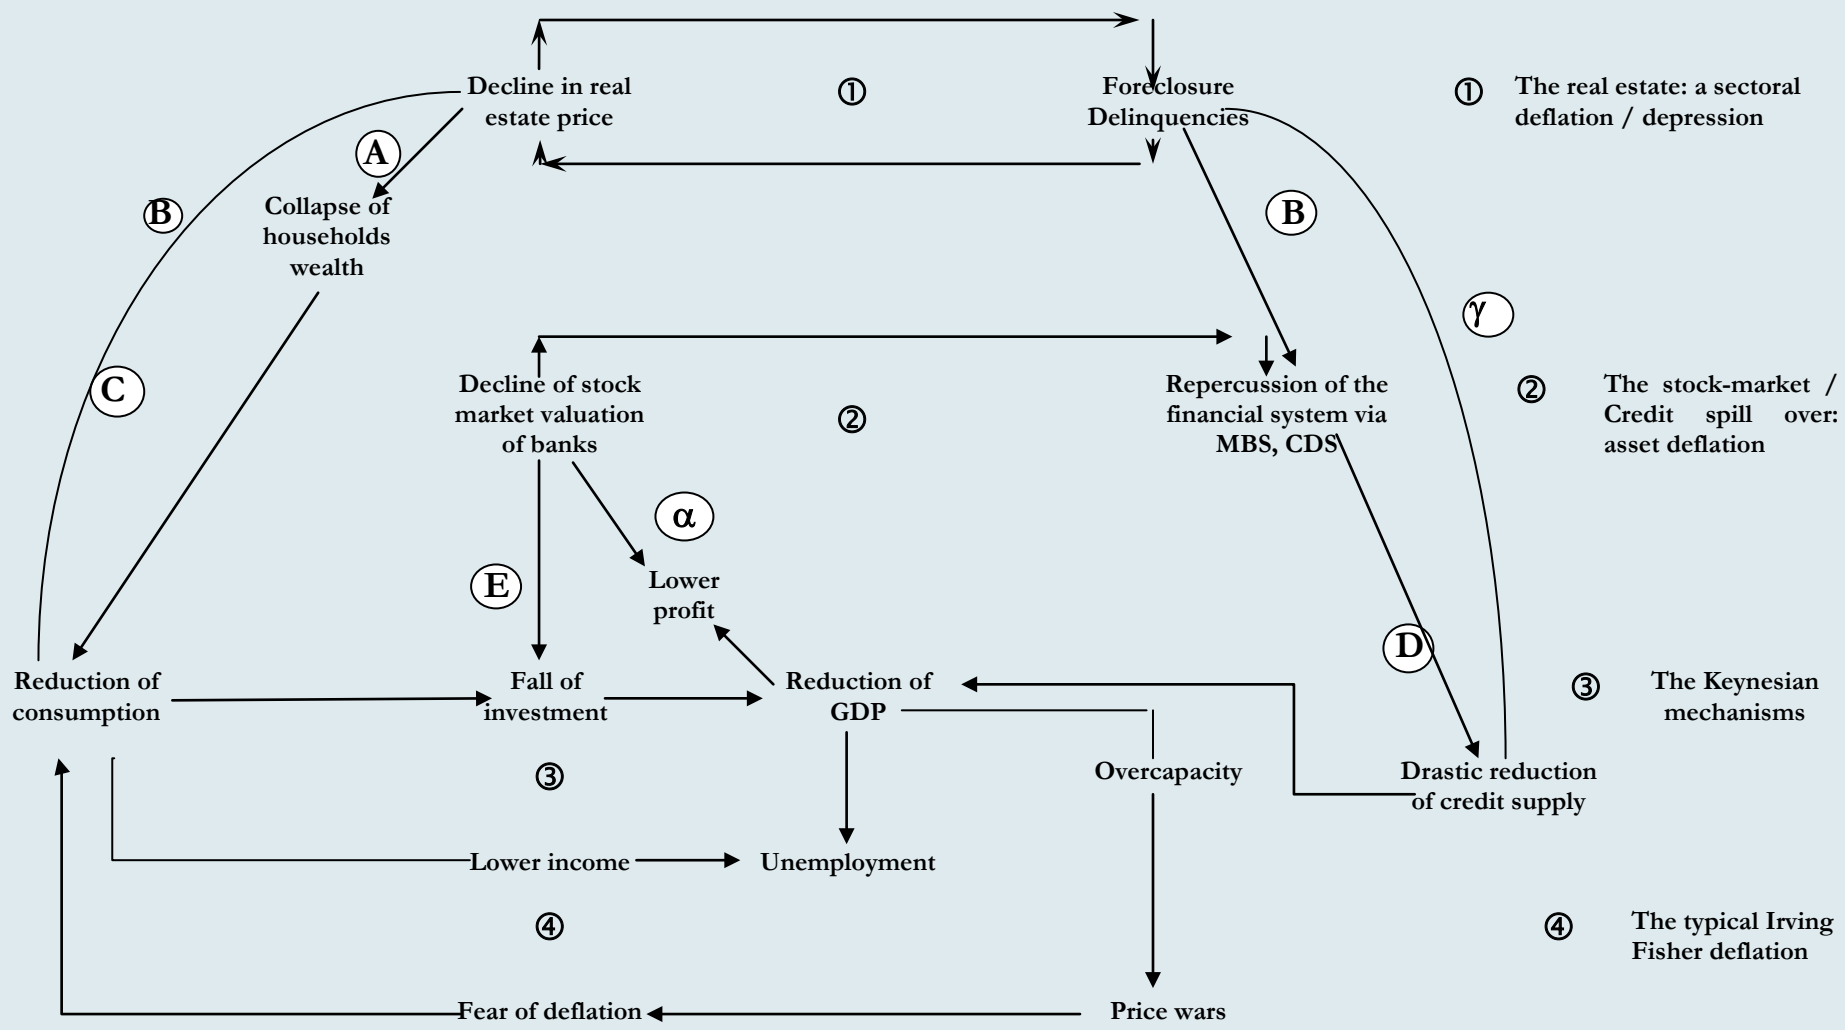 Decline in real
estate price
①
Foreclosure
Delinquencies
①
The real estate: a sectoral
deflation / depression
A
B
Collapse of
households
wealth
B
γ
C
Decline of stock
market valuation
of banks
②
Repercussion of the
financial system via
MBS, CDS
②
The stock-market /
Credit spill over:
asset deflation
α
E
Lower
profit
D
Reduction of
consumption
Fall of
investment
Reduction of
GDP
③
The Keynesian
mechanisms
③
Overcapacity
Drastic reduction
of credit supply
Lower income
Unemployment
④
④
The typical Irving
Fisher deflation
Fear of deflation
Price wars